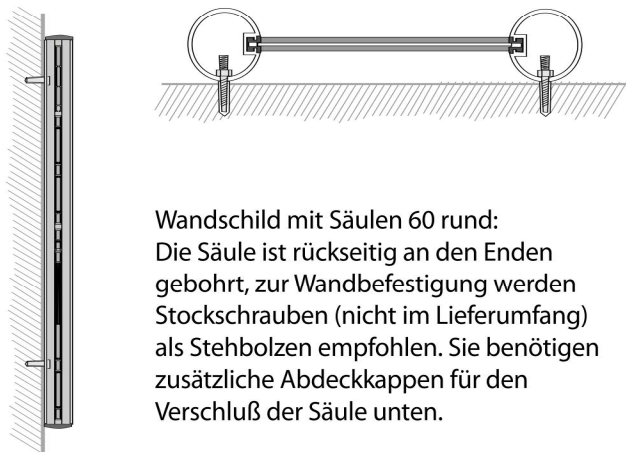 Wandschild mit Säulen 60 rund:
Die Säule ist rückseitig an den Enden
gebohrt, zur Wandbefestigung werden
Stockschrauben (nicht im Lieferumfang)
als Stehbolzen empfohlen. Sie benötigen
zusätzliche Abdeckkappen für den
Verschluß der Säule unten.